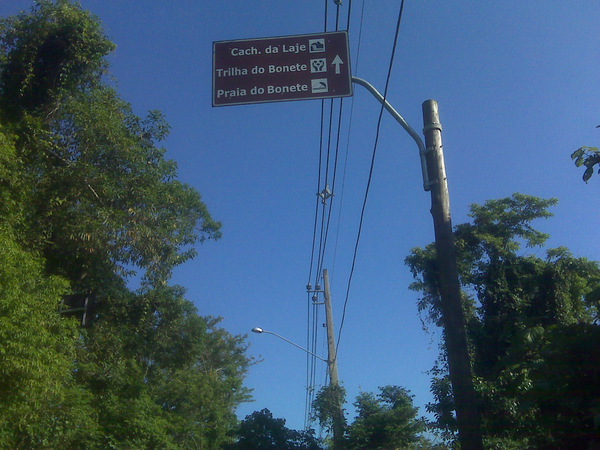 Cach. da Laje
Trilha do Bonete
Praia do Bonete